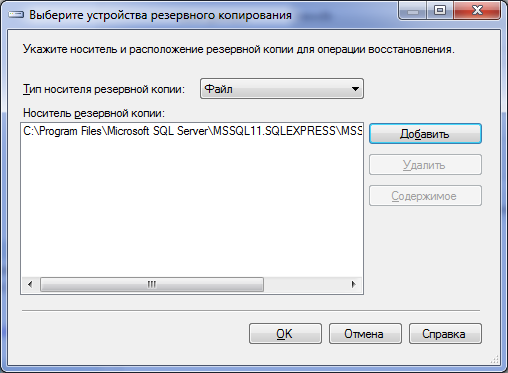 Выберите устройства резервного копирования
Укажите носитель и расположение резервной копии для операции восстановления.
Тип носителя резервной копии: Файл
Носитель резервной копии:
C:\Program Files\Microsoft SQL Server\MSSQL11.SQLEXPRESS\MSS
Добавить
Удалить
Содержимое
OK Отмена Справка